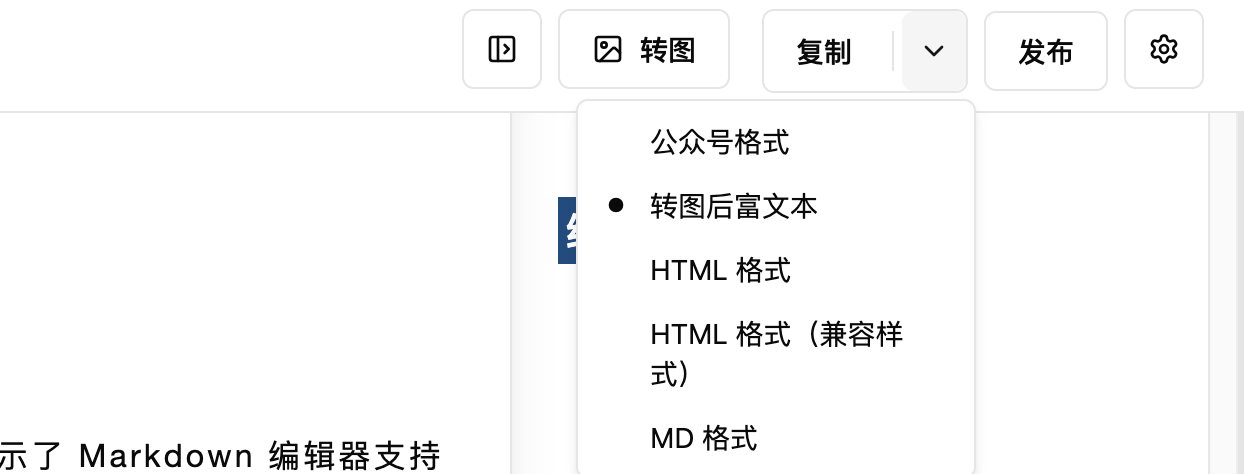 转图
复制
发布
公众号格式
转图后富文本
HTML 格式
HTML 格式（兼容样
式）
MD 格式
示了 Markdown 编辑器支持